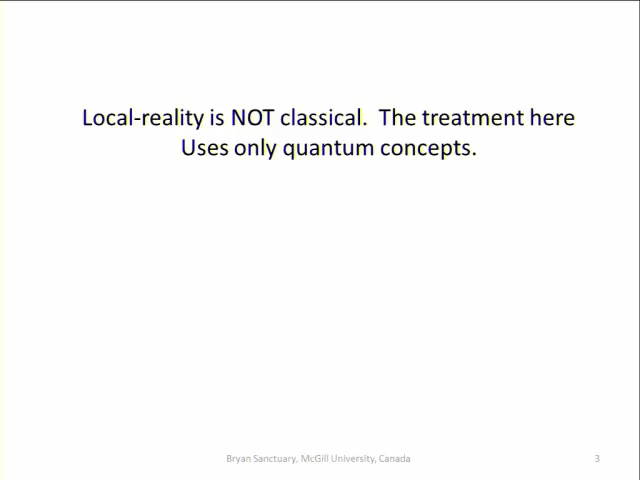 Local-reality is NOT classical. The treatment here
Uses only quantum concepts.
Bryan Sanctuary, McGill University, Canada
3